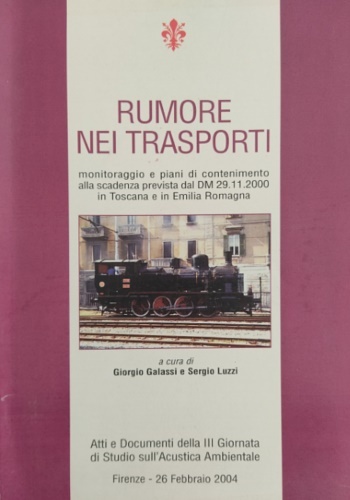 RUMORE
NEI TRASPORTI
monitoraggio e piani di contenimento
alla scadenza prevista dal DM 29.11.2000
in Toscana e in Emilia Romagna
a cura di
Giorgio Galassi e Sergio Luzzi
Atti e Documenti della III Giornata
di Studio sull'Acustica Ambientale
Firenze - 26 Febbraio 2004